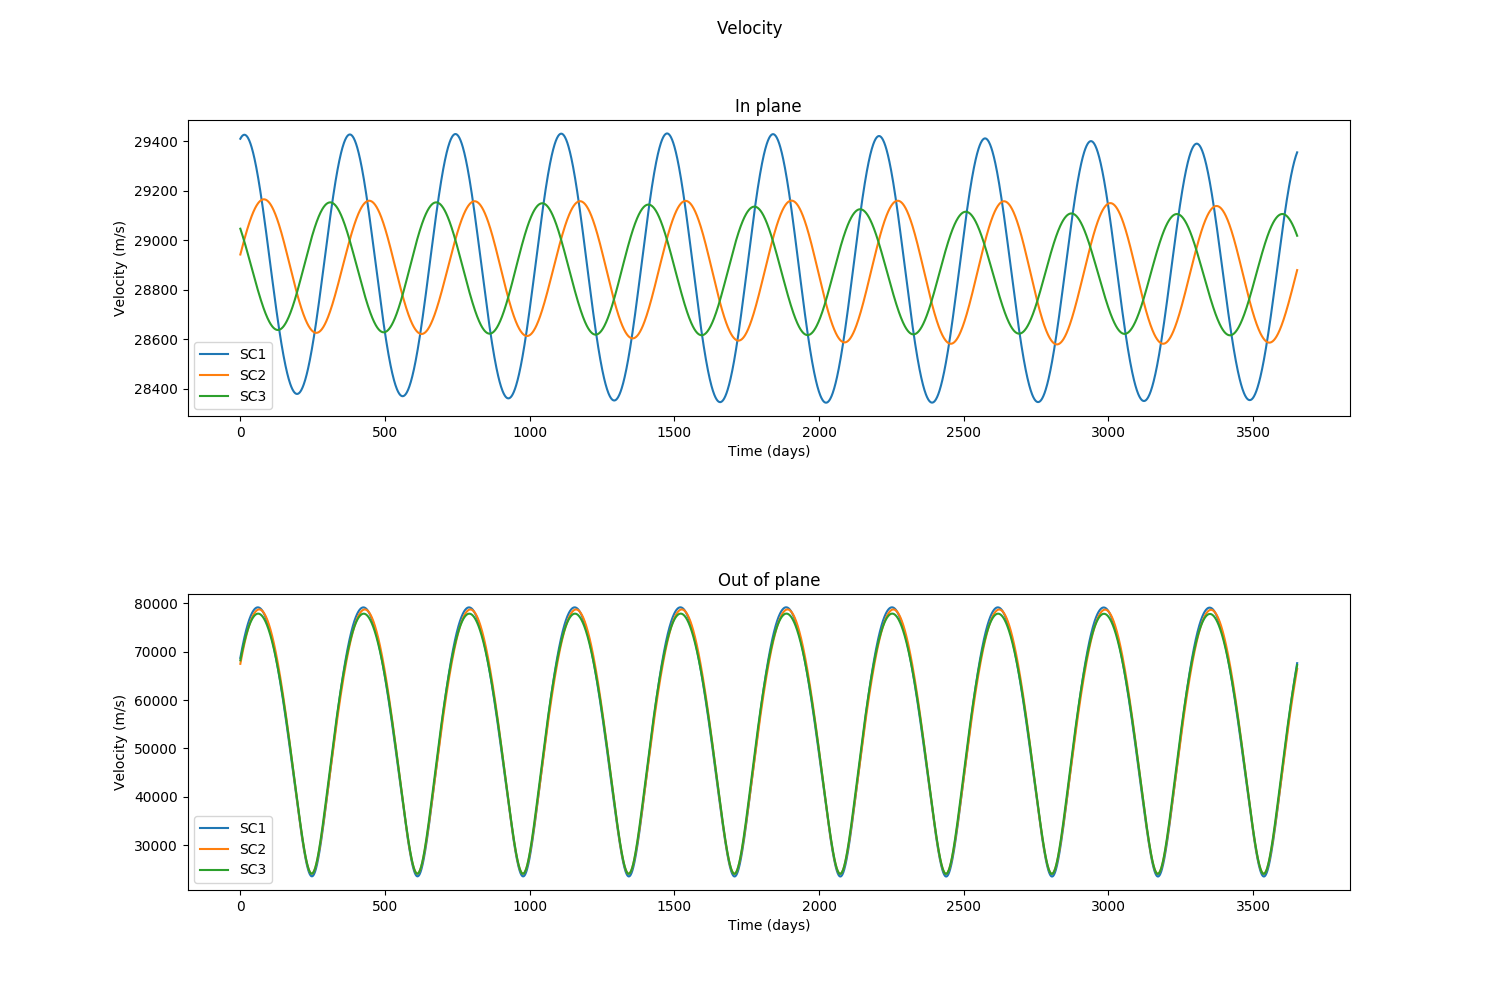 Velocity
In plane
Velocity (m/s)
29400
29200
29000
28800
28600
28400
SC1
SC2
SC3
0 500 1000 1500 2000 2500 3000 3500
Time (days)
Out of plane
Velocity (m/s)
80000
70000
60000
50000
40000
30000
SC1
SC2
SC3
0 500 1000 1500 2000 2500 3000 3500
Time (days)